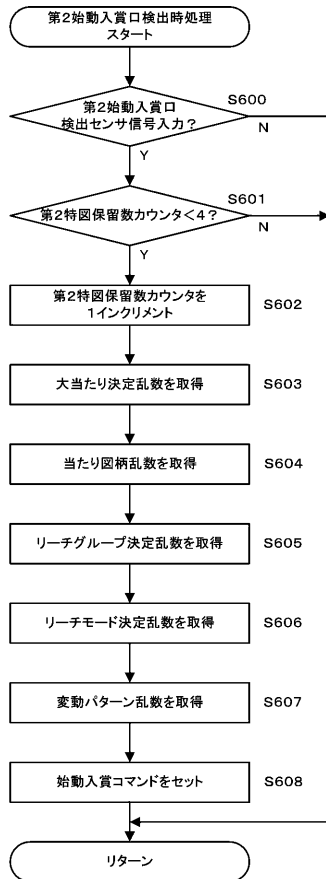 第2始動入賞口検出時処理
スタート
S600
第2始動入賞口
検出センサ信号入力？
N
Y
S601
第2特図保留数カウンタ＜4？
N
Y
第2特図保留数カウンタを
1インクリメント
S602
大当たり決定乱数を取得
S603
当たり図柄乱数を取得
S604
リーチグループ決定乱数を取得
S605
リーチモード決定乱数を取得
S606
変動パターン乱数を取得
S607
始動入賞コマンドをセット
S608
リターン